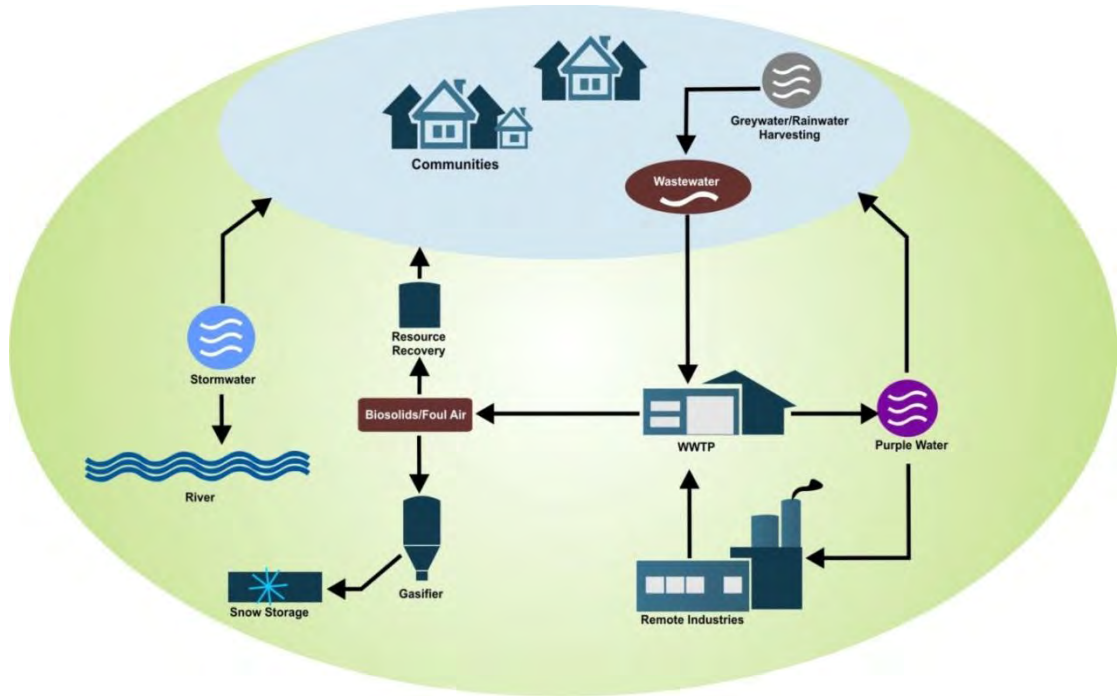 Greywater/Rainwater
Harvesting
Communities
Wastewater
Resource
Recovery
Stormwater
Biosolids/Foul Air
WWTP
Purple Water
River
Gasifier
Snow Storage
Remote Industries